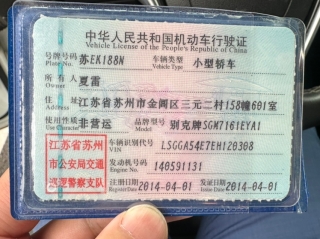 中华人民共和国机动车行驶证
Vehicle License of the People's Republic of China
号牌号码 苏EK188N 车辆类型 小型轿车
Plate No. Vehicle Type
所有人 夏雷
Owner
住址 江苏省苏州市金阊区三元二村158幢601室
Address
使用性质 非营运 品牌型号 别克牌SGM7161EYA1
Use Character Model
江苏省苏州市公安局交通巡逻警察支队
车辆识别代号 LSGGA54E7EH120308
VIN
发动机号码 140591131
Engine No.
注册日期 2014-04-01 发证日期 2014-04-01
Register Date Issue Date